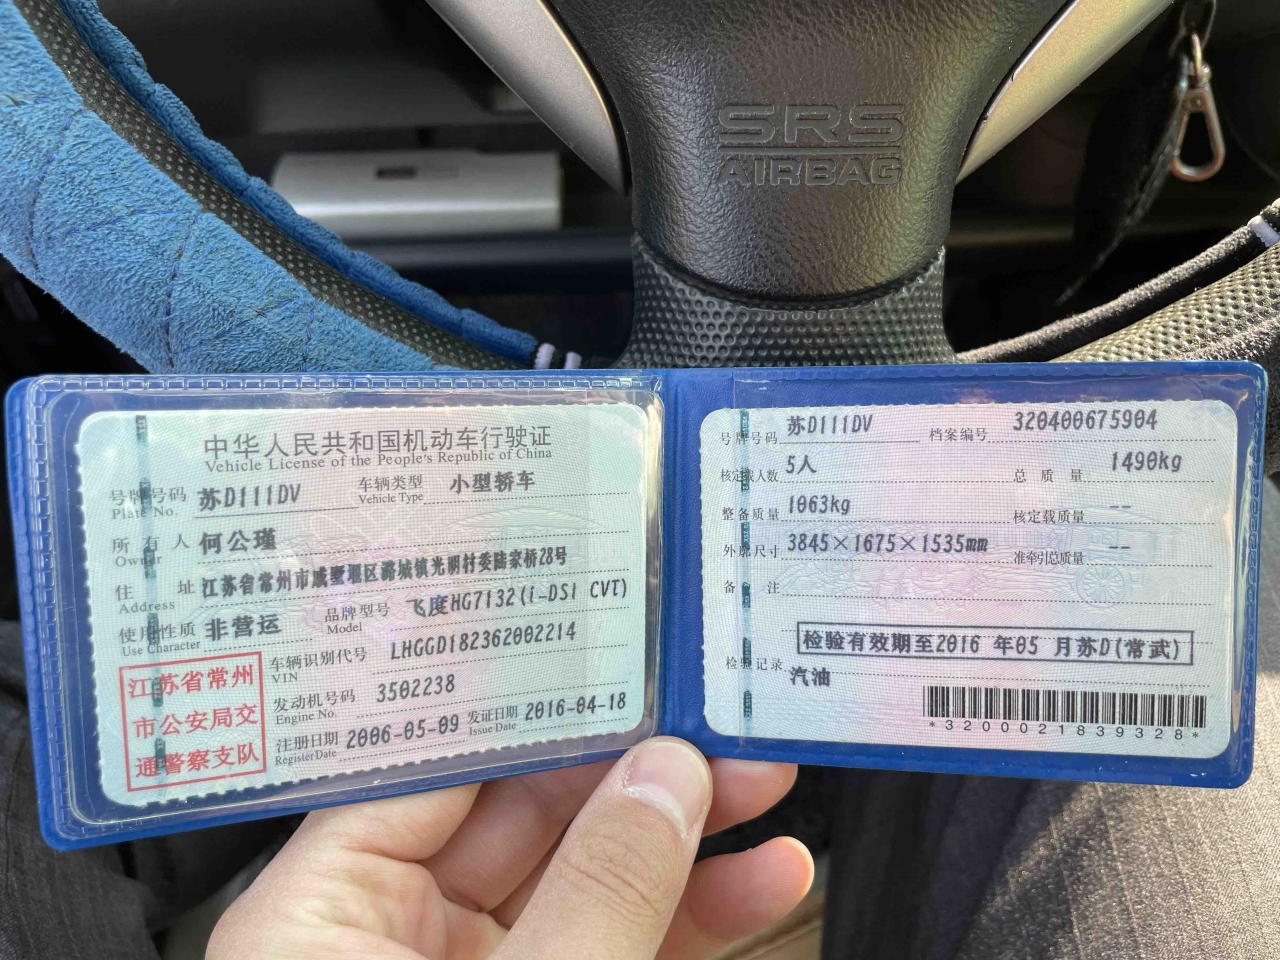 SRS
AIRBAG
中华人民共和国机动车行驶证
Vehicle License of the People's Republic of China
号牌号码 苏D111DV 车辆类型 小型轿车
Plate No. Vehicle Type
所有人 何公瑾
Owner
住址 江苏省常州市戚墅堰区潞城镇光明村委陆家桥28号
Address
使用性质 非营运 品牌型号 飞度HG7132(i-DSI CVT)
Use Character Model
江苏省常州
市公安局交
通警察支队
车辆识别代号 LHGGD182362002214
VIN
发动机号码 3502238
Engine No.
注册日期 2006-05-09 发证日期 2016-04-18
Register Date Issue Date
号牌号码 苏D111DV 档案编号 320400675904
核定载人数 5人 总质量 1490kg
整备质量 1063kg 核定载质量 --
外廓尺寸 3845×1675×1535mm 准牵引总质量 --
备注
检验有效期至2016 年05 月苏D(常武)
检验记录
汽油
*3200021839328*